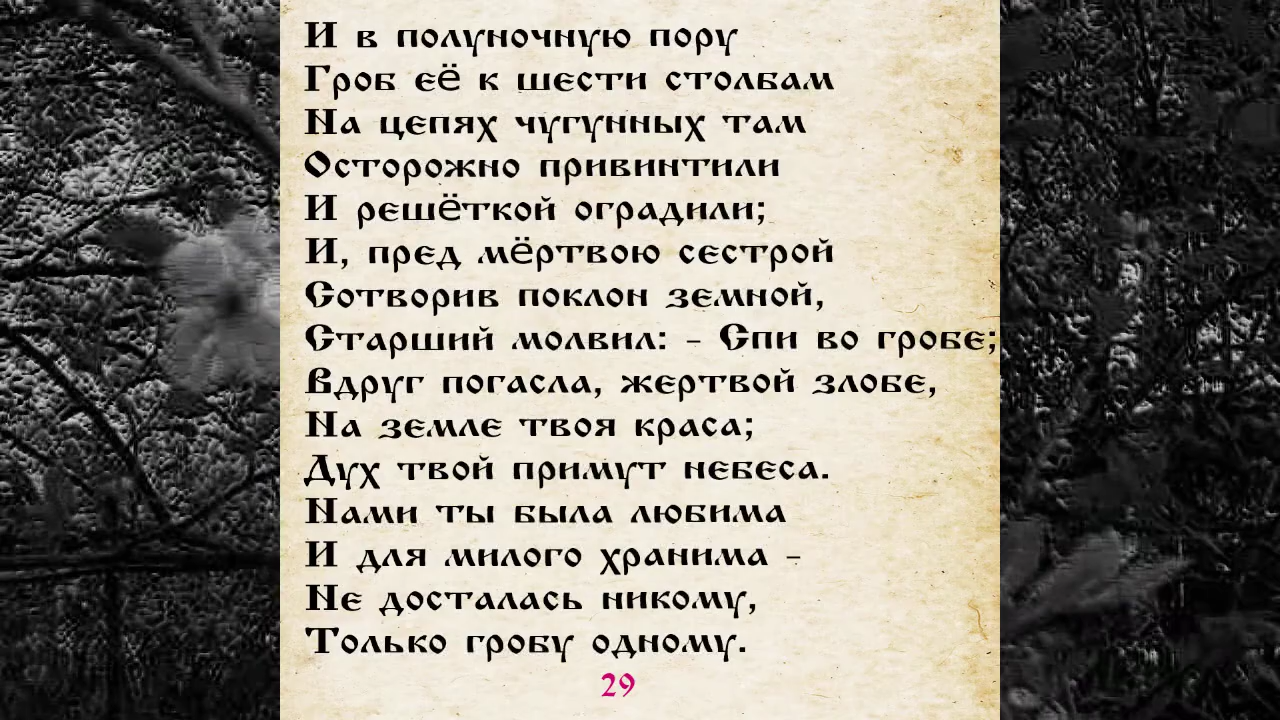 И в полуночную пору
Гроб её к шести столбам
На цепях чугунных там
Осторожно привинтили
И решёткой оградили;
И, пред мёртвою сестрой
Сотворив поклон земной,
Старший молвил: – Спи во гробе;
Вдруг погасла, жертвой злобе,
На земле твоя краса;
Дух твой примут небеса.
Нами ты была любима
И для милого хранима –
Не досталась никому,
Только гробу одному.
29